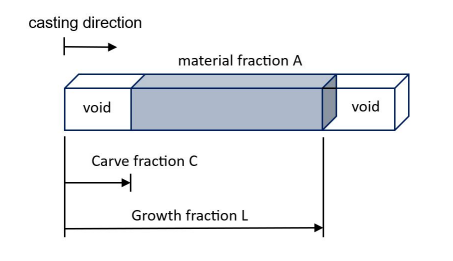 casting direction
material fraction A
void
void
Carve fraction C
Growth fraction L